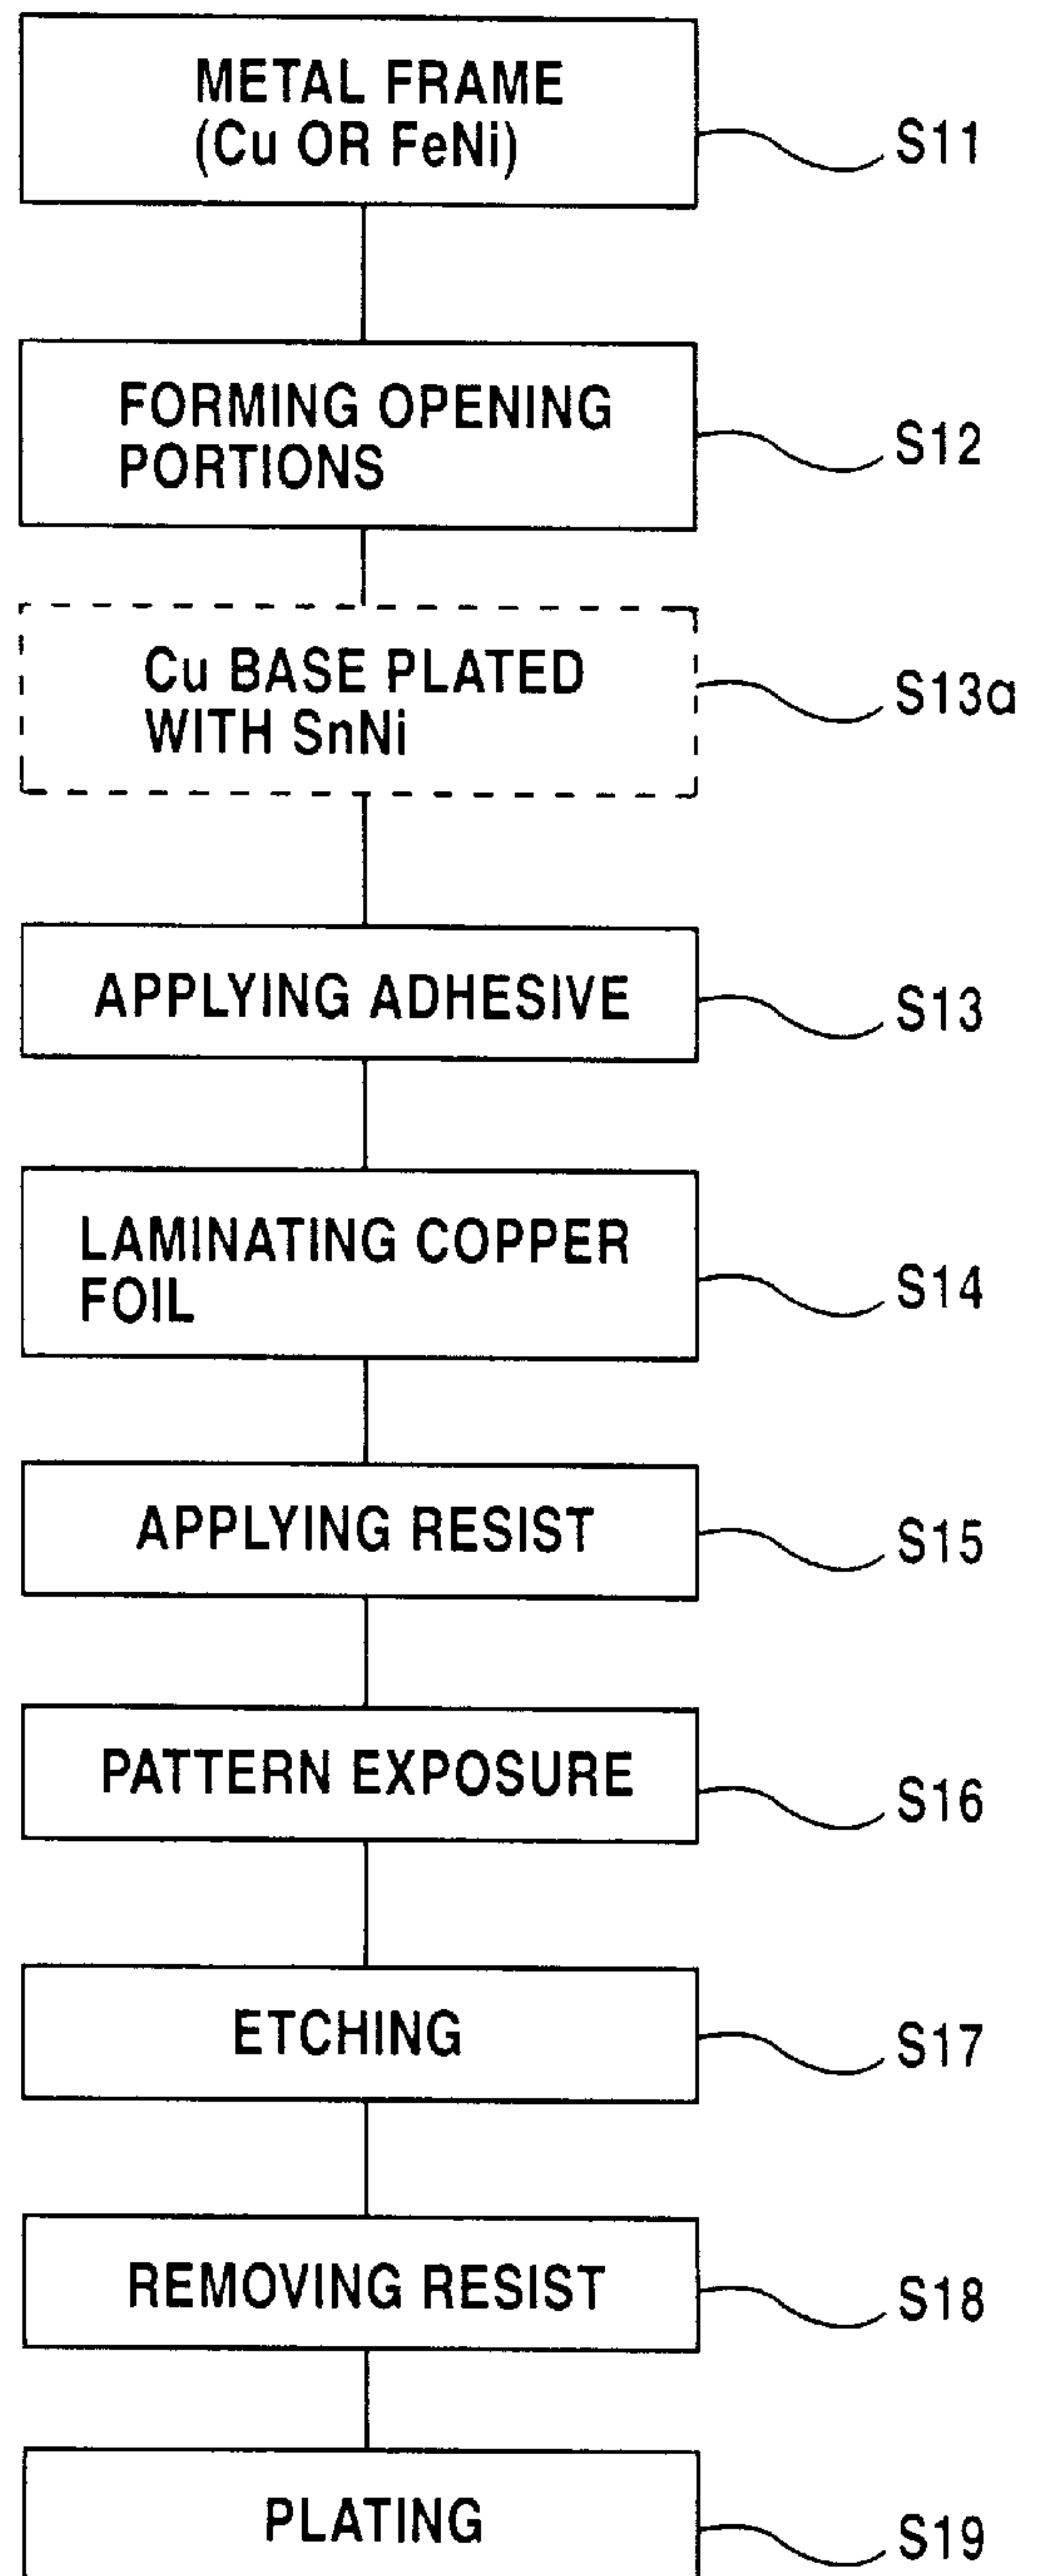 METAL FRAME
(Cu OR FeNi)
S11
FORMING OPENING
PORTIONS
S12
Cu BASE PLATED
WITH SnNi
S13a
APPLYING ADHESIVE
S13
LAMINATING COPPER
FOIL
S14
APPLYING RESIST
S15
PATTERN EXPOSURE
S16
ETCHING
S17
REMOVING RESIST
S18
PLATING
S19